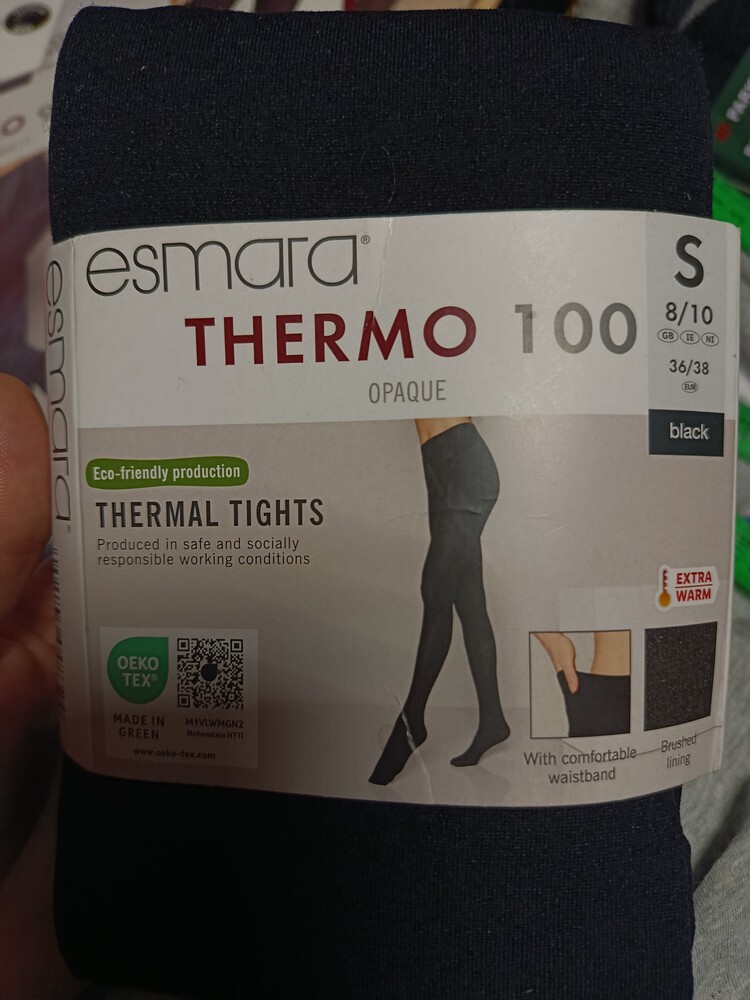 esmara®
THERMO 100
OPAQUE
S
8/10
GB IE NI
36/38
EUR
black
esmara®
Eco-friendly production
THERMAL TIGHTS
Produced in safe and socially
responsible working conditions
EXTRA
WARM
OEKO
TEX®
MADE IN
GREEN
M1VLWMGN2
Hohenstein HTTI
www.oeko-tex.com
With comfortable
waistband
Brushed
lining